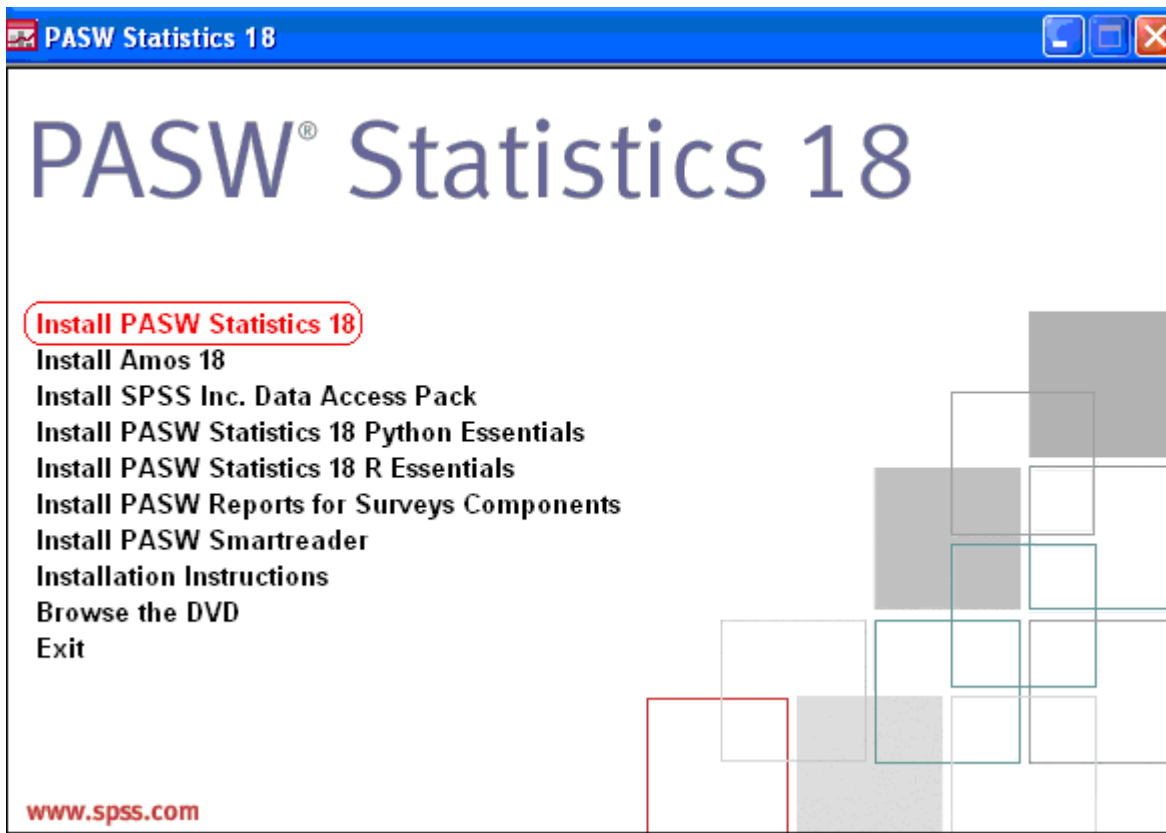 PASW Statistics 18
PASW® Statistics 18
Install PASW Statistics 18
Install Amos 18
Install SPSS Inc. Data Access Pack
Install PASW Statistics 18 Python Essentials
Install PASW Statistics 18 R Essentials
Install PASW Reports for Surveys Components
Install PASW Smartreader
Installation Instructions
Browse the DVD
Exit
www.spss.com